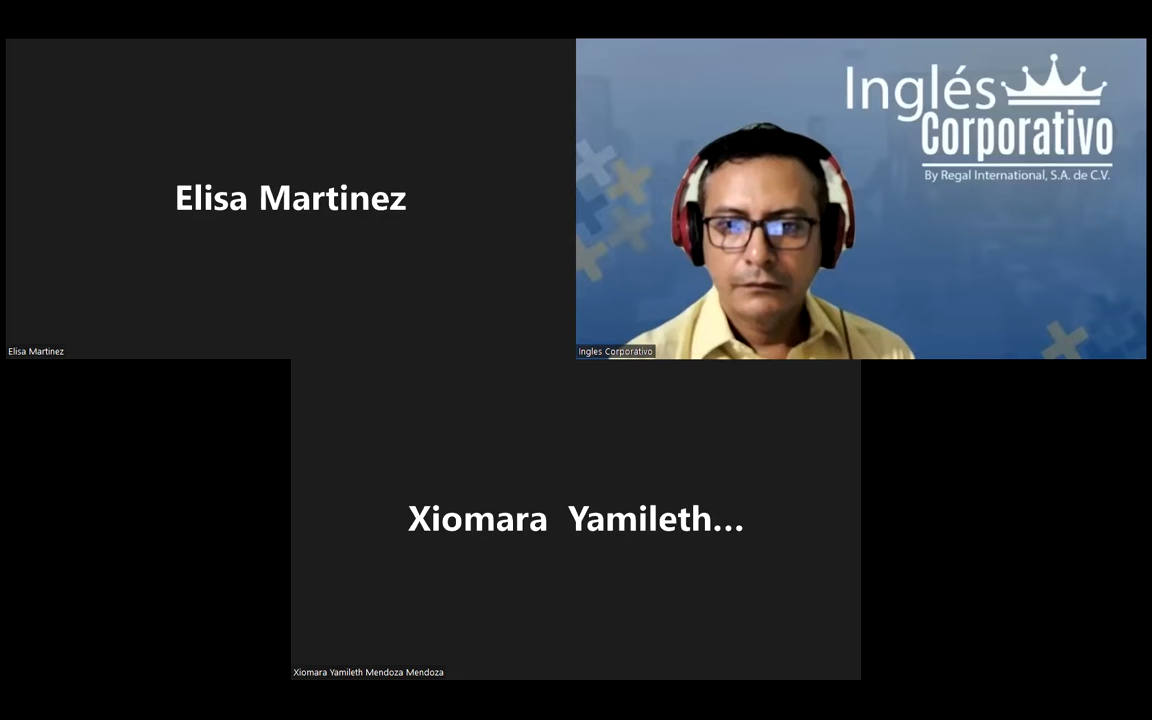 Elisa Martinez
Elisa Martinez
Inglés
Corporativo
By Regal International, S.A. de C.V.
Ingles Corporativo
Xiomara Yamileth...
Xiomara Yamileth Mendoza Mendoza